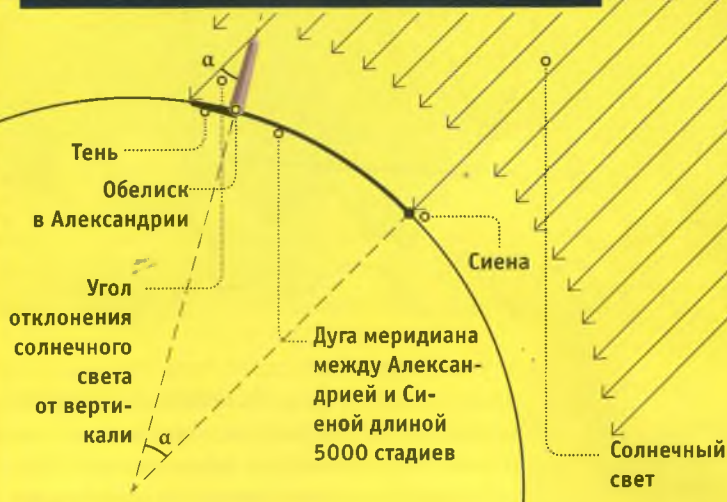 α
Тень
Обелиск
в Александрии
Сиена
Угол
отклонения
солнечного
света
от верти-
кали
α
Дуга меридиана
между Алексан-
дрией и Си-
еной длиной
5000 стадиев
Солнечный
свет